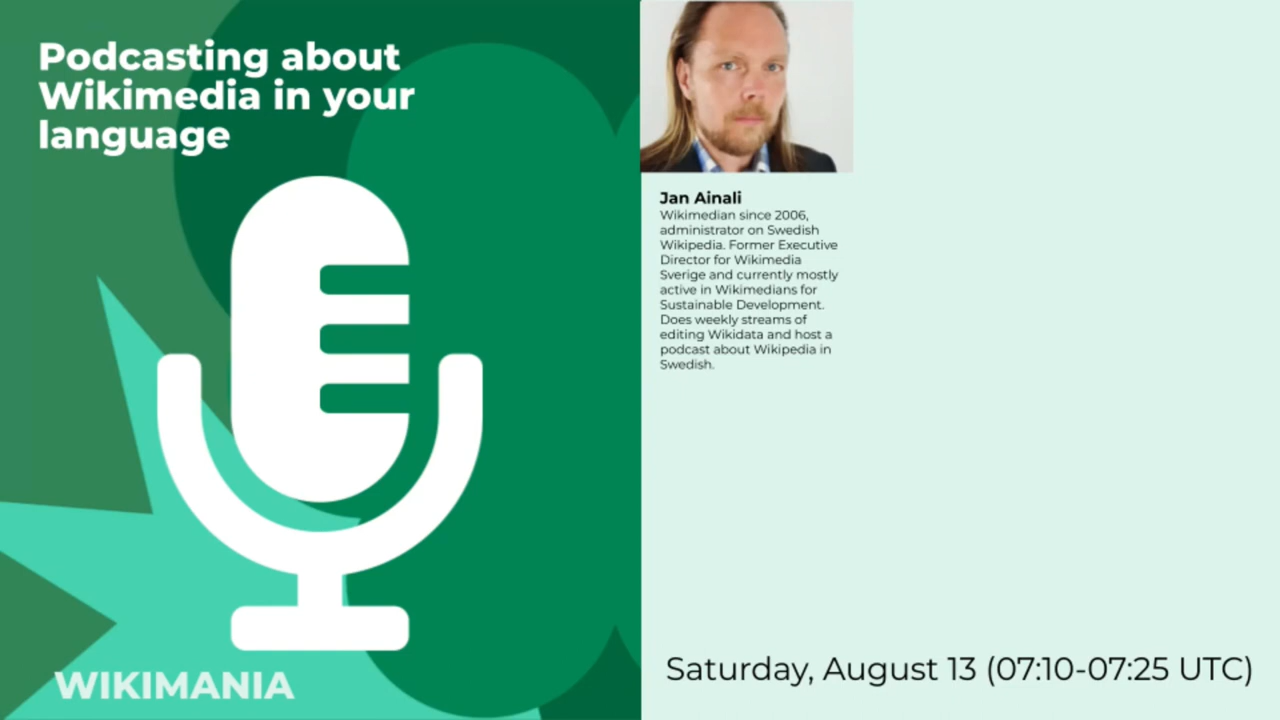 Podcasting about
Wikimedia in your
language
WIKIMANIA
Jan Ainali
Wikimedian since 2006,
administrator on Swedish
Wikipedia. Former Executive
Director for Wikimedia
Sverige and currently mostly
active in Wikimedians for
Sustainable Development.
Does weekly streams of
editing Wikidata and host a
podcast about Wikipedia in
Swedish.
Saturday, August 13 (07:10-07:25 UTC)